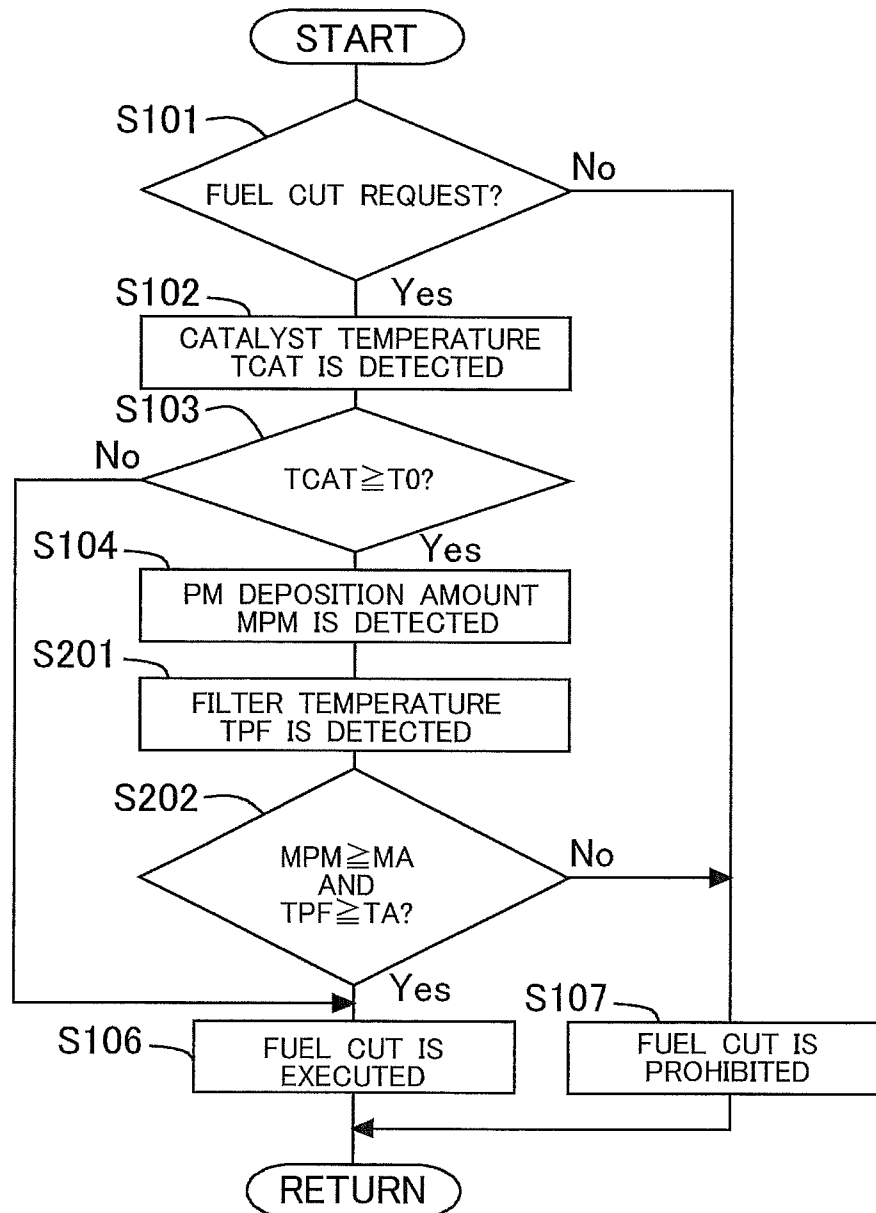 START
S101
FUEL CUT REQUEST?
No
Yes
S102
CATALYST TEMPERATURE
TCAT IS DETECTED
S103
No
TCAT≧T0?
Yes
S104
PM DEPOSITION AMOUNT
MPM IS DETECTED
S201
FILTER TEMPERATURE
TPF IS DETECTED
S202
MPM≧MA
AND
TPF≧TA?
No
Yes
S106
FUEL CUT IS
EXECUTED
S107
FUEL CUT IS
PROHIBITED
RETURN